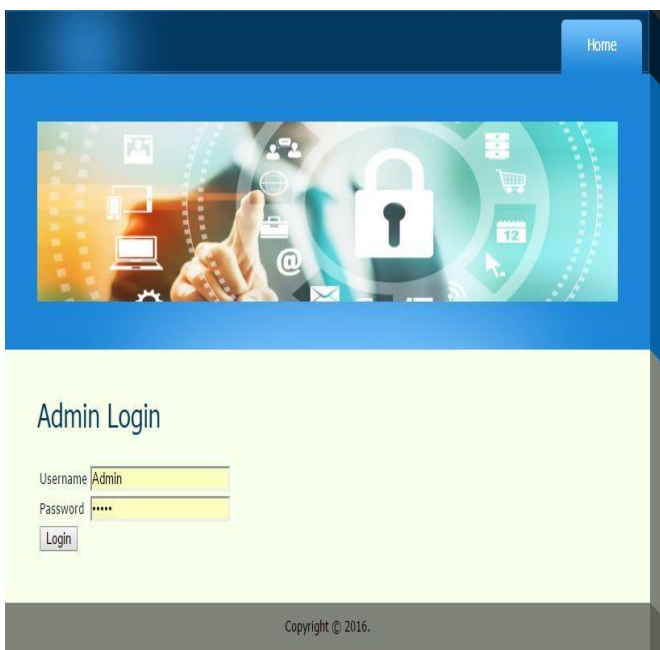 Home
@
12
Admin Login
Username Admin
Password •••••
Login
Copyright © 2016.